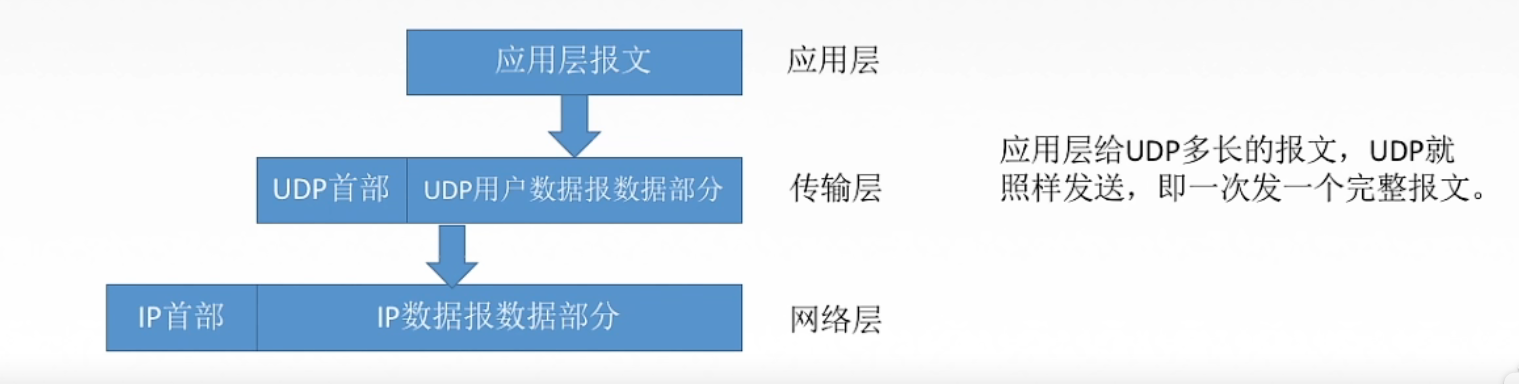 应用层报文 应用层
应用层给UDP多长的报文，UDP就
照样发送，即一次发一个完整报文。
UDP首部 UDP用户数据报数据部分 传输层
IP首部 IP数据报数据部分 网络层